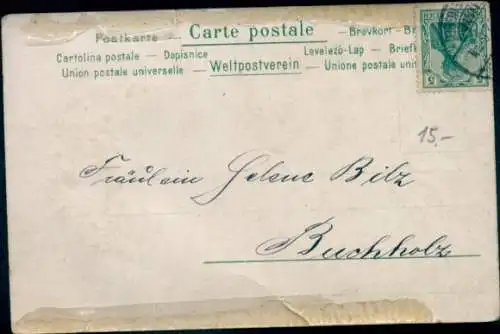 Postkarte — Carte postale — Brevkort — Br
Cartolina postale — Dopisnice Levelező-Lap — Briefk
Union postale universelle — Weltpostverein — Unione postale uni
15,-
Fräulein Helene Bilz
Buchholz